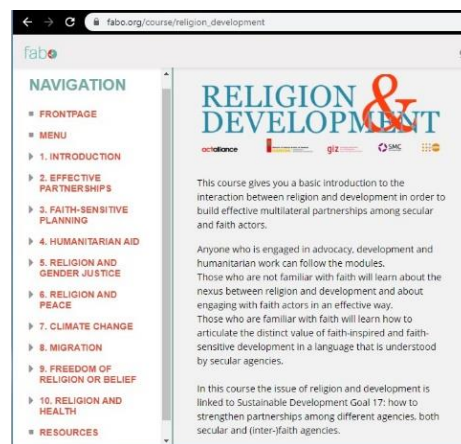 fabo.org/course/religion_development
fabo
NAVIGATION
FRONTPAGE
MENU
1. INTRODUCTION
2. EFFECTIVE
PARTNERSHIPS
3. FAITH-SENSITIVE
PLANNING
4. HUMANITARIAN AID
5. RELIGION AND
GENDER JUSTICE
6. RELIGION AND
PEACE
7. CLIMATE CHANGE
8. MIGRATION
9. FREEDOM OF
RELIGION OR BELIEF
10. RELIGION AND
HEALTH
RESOURCES
RELIGION &
DEVELOPMENT
actalliance
giz
SMC
This course gives you a basic introduction to the
interaction between religion and development in order to
build effective multilateral partnerships among secular
and faith actors.
Anyone who is engaged in advocacy, development and
humanitarian work can follow the modules.
Those who are not familiar with faith will learn about the
nexus between religion and development and about
engaging with faith actors in an effective way.
Those who are familiar with faith will learn how to
articulate the distinct value of faith-inspired and faith-
sensitive development in a language that is understood
by secular agencies.
In this course the issue of religion and development is
linked to Sustainable Development Goal 17: how to
strengthen partnerships among different agencies, both
secular and (inter-)faith agencies.